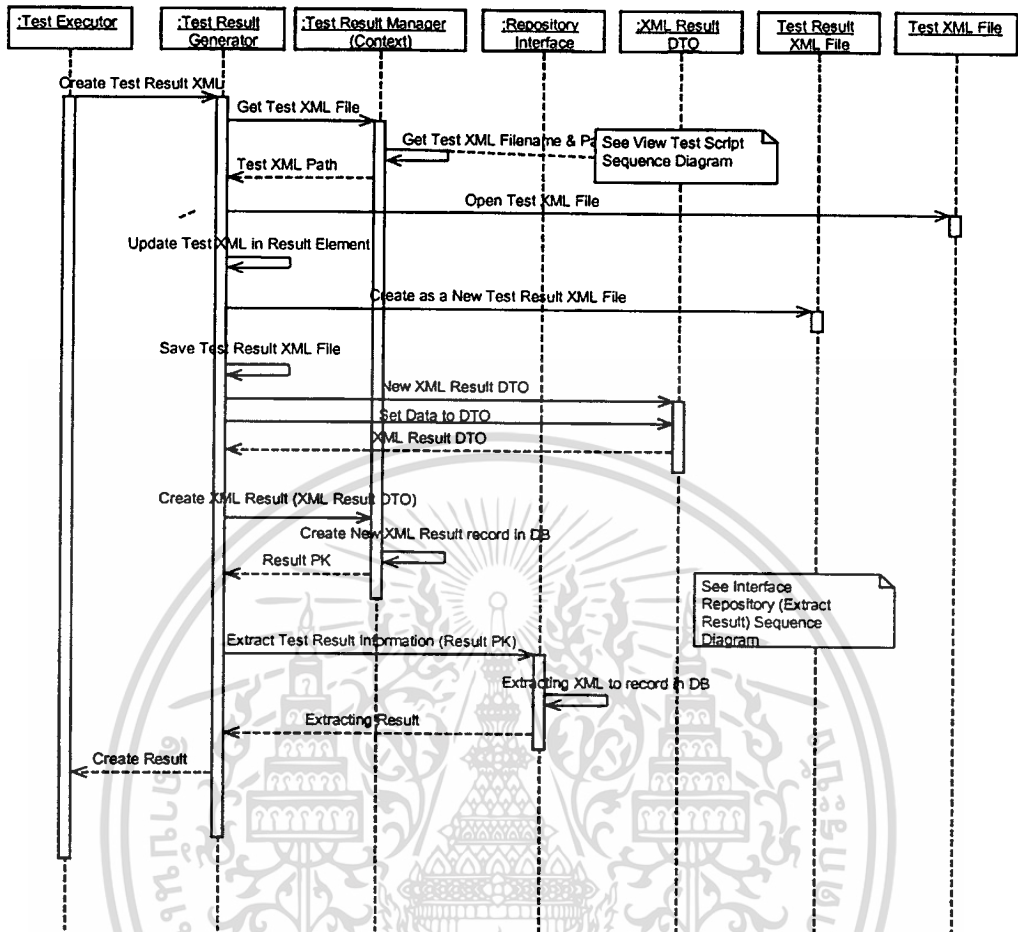 :Test Executor
:Test Result
Generator
:Test Result Manager
(Context)
:Repository
Interface
:XML Result
DTO
Test Result
XML File
Test XML File
Create Test Result XML
Get Test XML File
Get Test XML Filename & Pa
See View Test Script
Sequence Diagram
Test XML Path
Open Test XML File
Update Test XML in Result Element
Create as a New Test Result XML File
Save Test Result XML File
New XML Result DTO
Set Data to DTO
XML Result DTO
Create XML Result (XML Result DTO)
Create New XML Result record in DB
Result PK
See Interface
Repository (Extract
Result) Sequence
Diagram
Extract Test Result Information (Result PK)
Extracting XML to record in DB
Extracting Result
Create Result